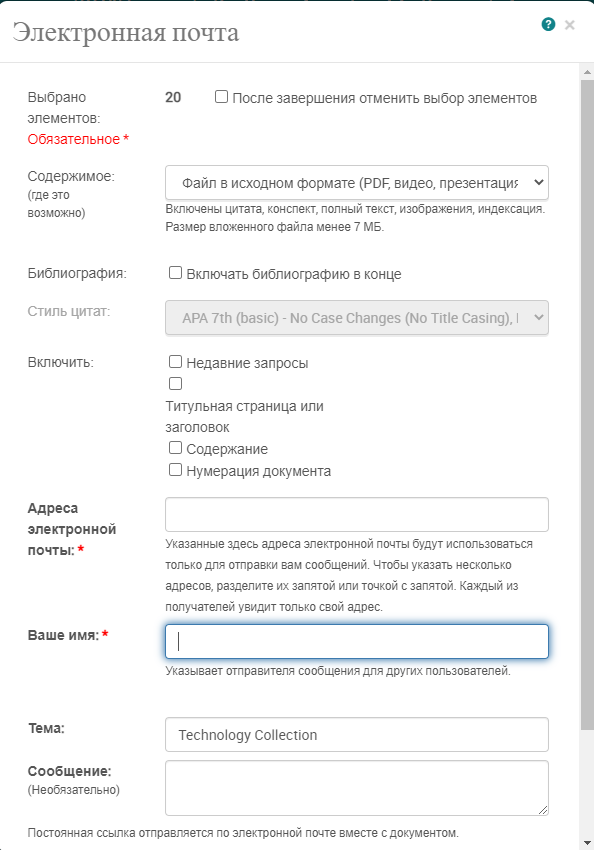 Электронная почта
? ×
Выбрано 20 После завершения отменить выбор элементов
элементов:
Обязательное *
Содержимое: Файл в исходном формате (PDF, видео, презентация
(где это Включены цитата, конспект, полный текст, изображения, индексация.
возможно) Размер вложенного файла менее 7 МБ.
Библиография: Включать библиографию в конце
Стиль цитат: APA 7th (basic) - No Case Changes (No Title Casing),
Включить: Недавние запросы
Титульная страница или
заголовок
Содержание
Нумерация документа
Адреса
электронной
почты: *
Указанные здесь адреса электронной почты будут использоваться
только для отправки вам сообщений. Чтобы указать несколько
адресов, разделите их запятой или точкой с запятой. Каждый из
получателей увидит только свой адрес.
Ваше имя: *
Указывает отправителя сообщения для других пользователей.
Тема: Technology Collection
Сообщение:
(Необязательно)
Постоянная ссылка отправляется по электронной почте вместе с документом.